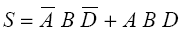 S = A̅ B D̅ + A B D